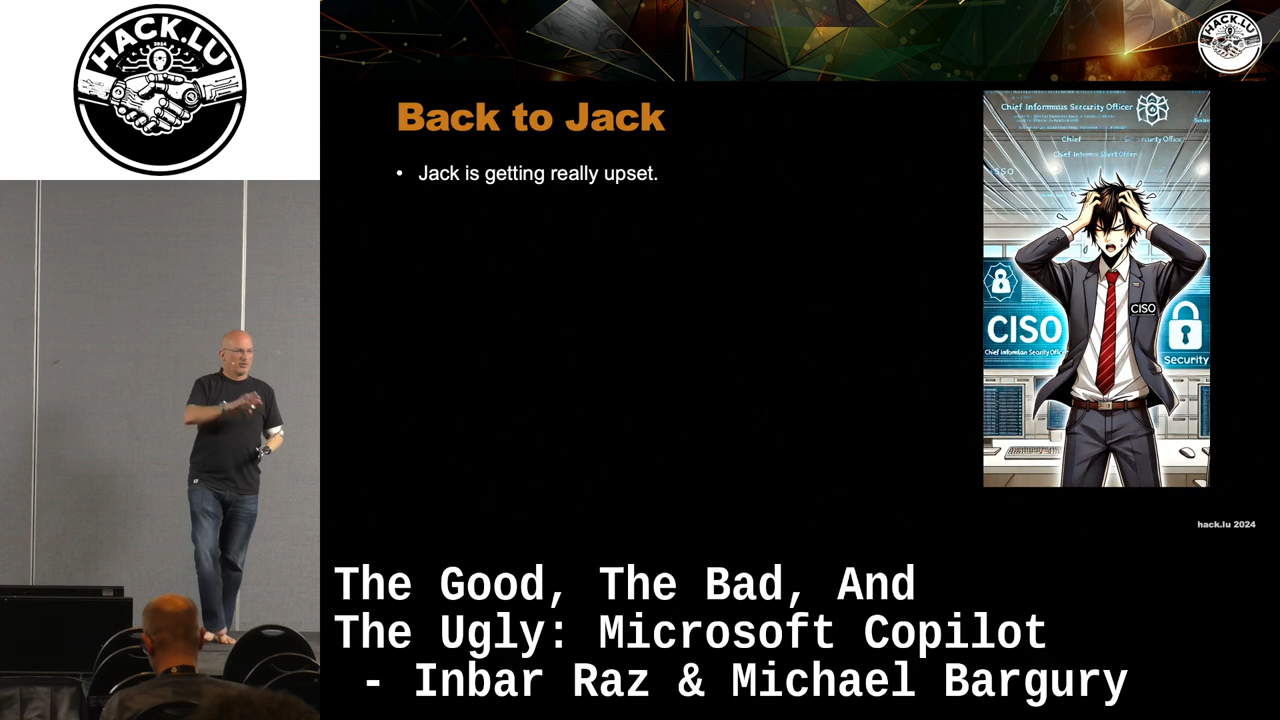 HACK.LU
2024
HACK.LU
Back to Jack
• Jack is getting really upset.
Chief Informmus Seecurity Officer
Chief
CISO
CISO
Chief Information Security Officer
Security
hack.lu 2024
The Good, The Bad, And
The Ugly: Microsoft Copilot
- Inbar Raz & Michael Bargury